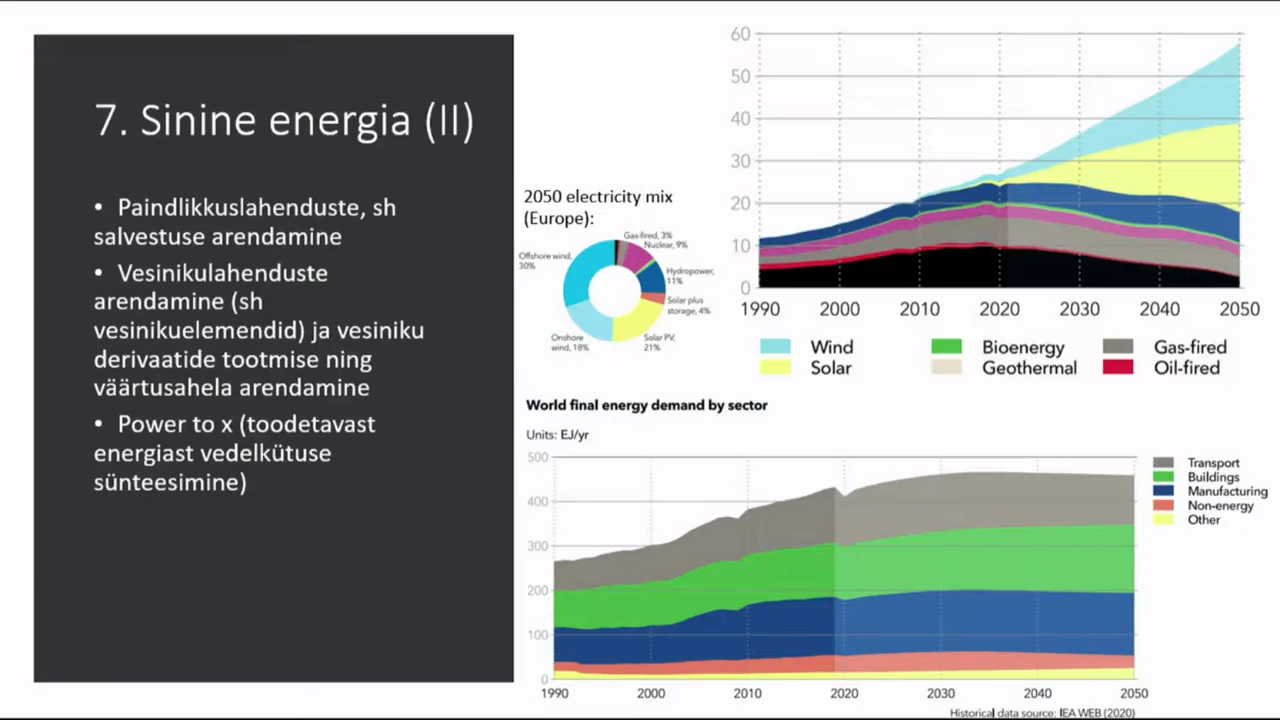 7. Sinine energia (II)
• Paindlikkuslahenduste, sh
salvestuse arendamine
• Vesinikulahenduste
arendamine (sh
vesinikuelemendid) ja vesiniku
derivaatide tootmise ning
väärtusahela arendamine
• Power to x (toodetavast
energiast vedelkütuse
sünteesimine)
2050 electricity mix
(Europe):
Gas-fired, 3%
Nuclear, 9%
Offshore wind,
30%
Hydropower,
11%
Solar plus
storage, 4%
Onshore
wind, 18%
Solar PV,
21%
60
50
40
30
20
10
0
1990 2000 2010 2020 2030 2040 2050
Wind Bioenergy Gas-fired
Solar Geothermal Oil-fired
World final energy demand by sector
Units: EJ/yr
500
400
300
200
100
0
1990 2000 2010 2020 2030 2040 2050
Transport
Buildings
Manufacturing
Non-energy
Other
Historical data source: IEA WEB (2020)